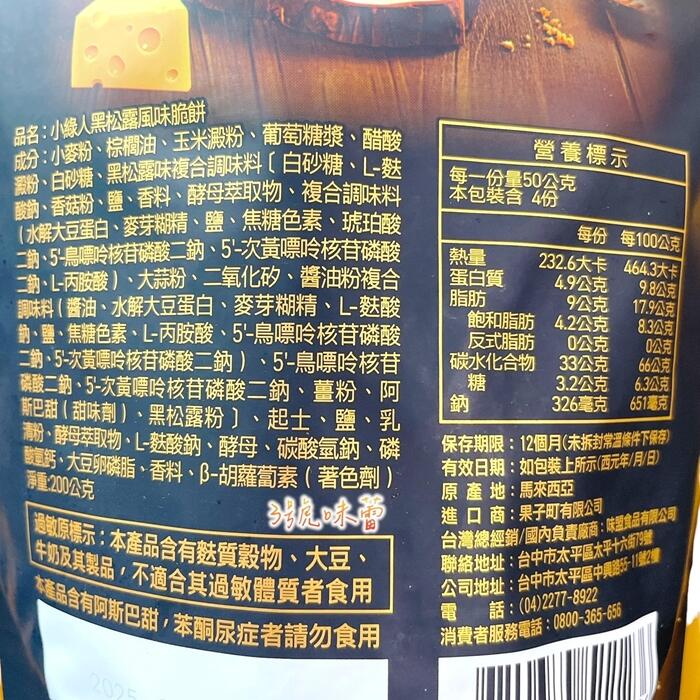 品名：小綠人黑松露風味脆餅
成分：小麥粉、棕櫚油、玉米澱粉、葡萄糖漿、醋酸
澱粉、白砂糖、黑松露味複合調味料〔白砂糖、L-麩
酸鈉、香菇粉、鹽、香料、酵母萃取物、複合調味料
（水解大豆蛋白、麥芽糊精、鹽、焦糖色素、琥珀酸
二鈉、5'-鳥嘌呤核苷磷酸二鈉、5'-次黃嘌呤核苷磷酸
二鈉、L-丙胺酸）、大蒜粉、二氧化矽、醬油粉複合
調味料（醬油、水解大豆蛋白、麥芽糊精、L-麩酸
鈉、鹽、焦糖色素、L-丙胺酸、5'-鳥嘌呤核苷磷酸
二鈉、5'-次黃嘌呤核苷磷酸二鈉）、5'-鳥嘌呤核苷
磷酸二鈉、5'-次黃嘌呤核苷磷酸二鈉、薑粉、阿
斯巴甜（甜味劑）、黑松露粉〕、起士、鹽、乳
清粉、酵母萃取物、L-麩酸鈉、酵母、碳酸氫鈉、磷
酸氫鈣、大豆卵磷脂、香料、β-胡蘿蔔素（著色劑）
淨重:200公克
3號味蕾
過敏原標示：本產品含有麩質穀物、大豆、
牛奶及其製品，不適合其過敏體質者食用
本產品含有阿斯巴甜，苯酮尿症者請勿食用
2025
營養標示
每一份量50公克
本包裝含 4份
每份 每100公克
熱量 232.6大卡 464.3大卡
蛋白質 4.9公克 9.8公克
脂肪 9公克 17.9公克
飽和脂肪 4.2公克 8.3公克
反式脂肪 0公克 0公克
碳水化合物 33公克 66公克
糖 3.2公克 6.3公克
鈉 326毫克 651毫克
保存期限：12個月(未拆封常溫條件下保存)
有效日期：如包裝上所示(西元年/月/日)
原產地：馬來西亞
進口商：果子町有限公司
台灣總經銷/國內負責廠商：味盟食品有限公司
聯絡地址：台中市太平區太平十六街79號
公司地址：台中市太平區中興路55-11號2樓
電話：(04)2277-8922
消費者服務電話：0800-365-656